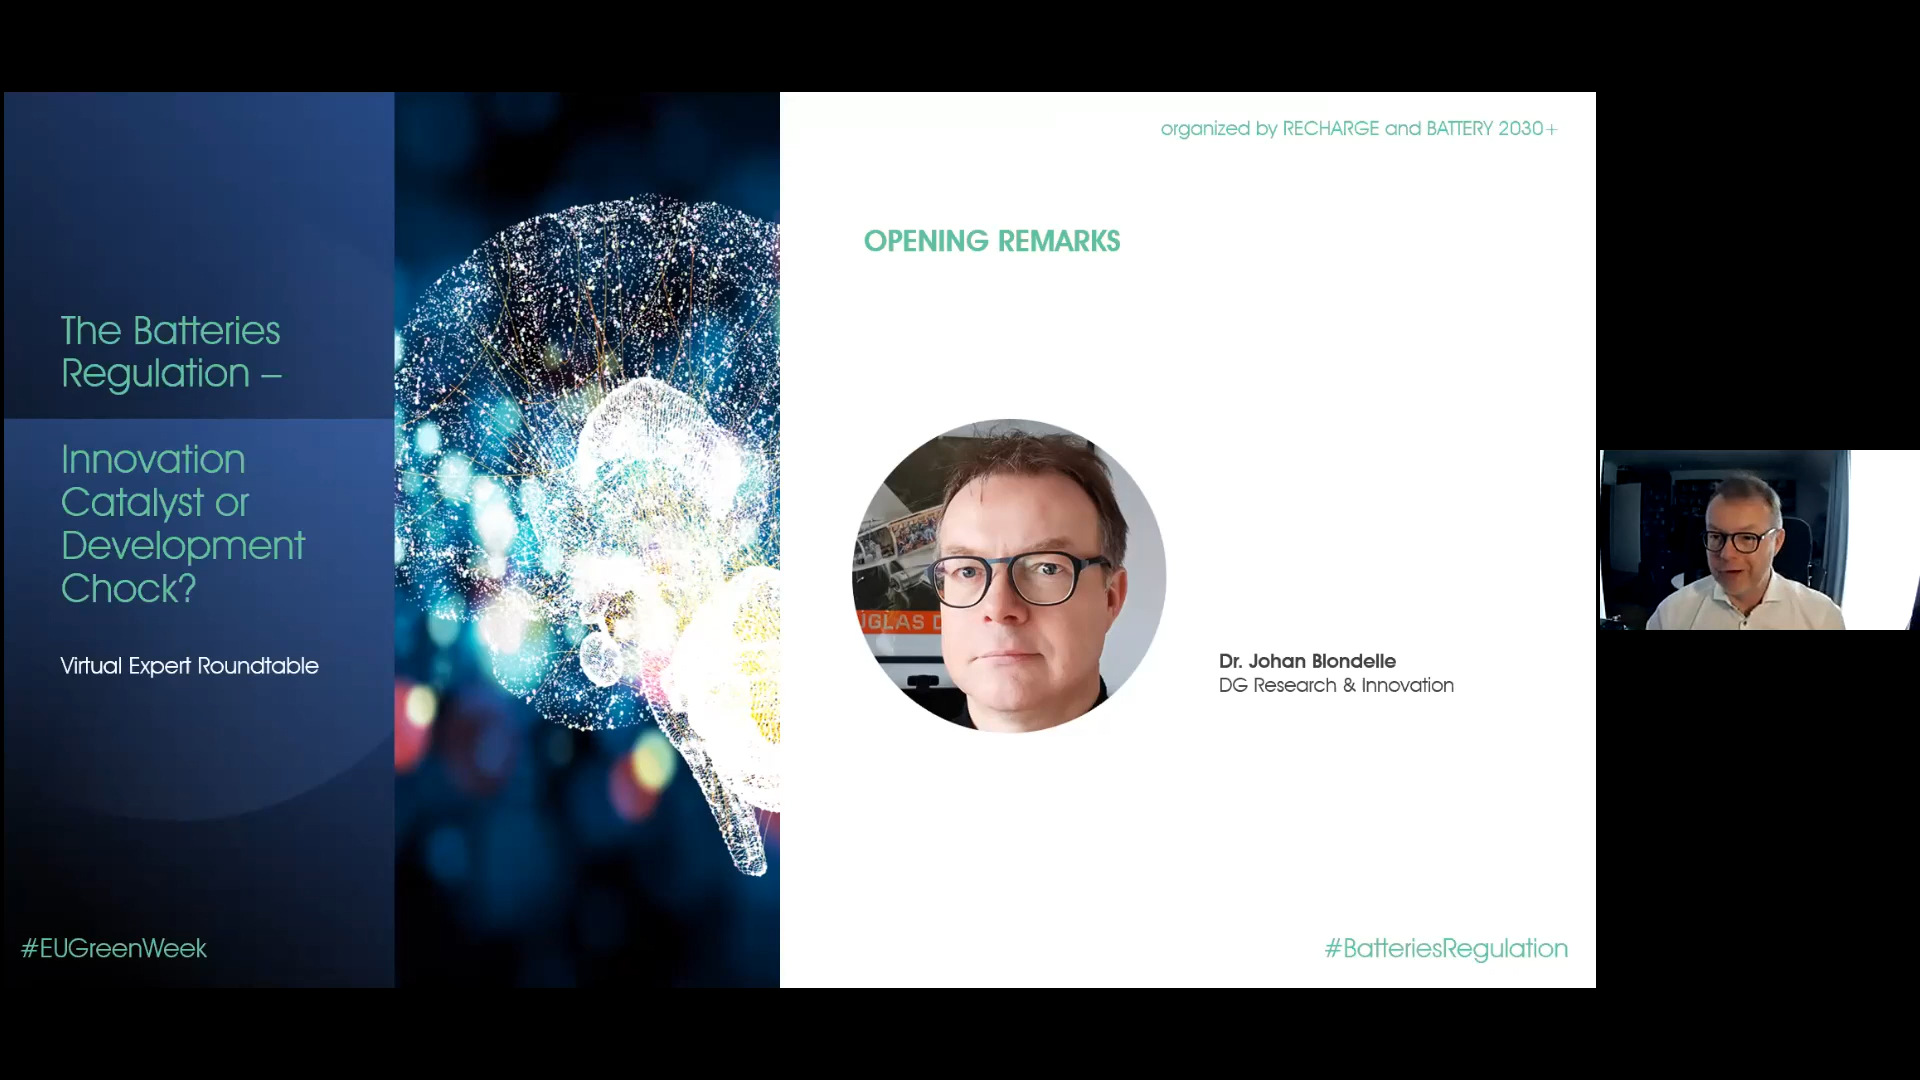 organized by RECHARGE and BATTERY 2030+
OPENING REMARKS
The Batteries
Regulation –
Innovation
Catalyst or
Development
Chock?
Virtual Expert Roundtable
Dr. Johan Blondelle
DG Research & Innovation
#EUGreenWeek
#BatteriesRegulation